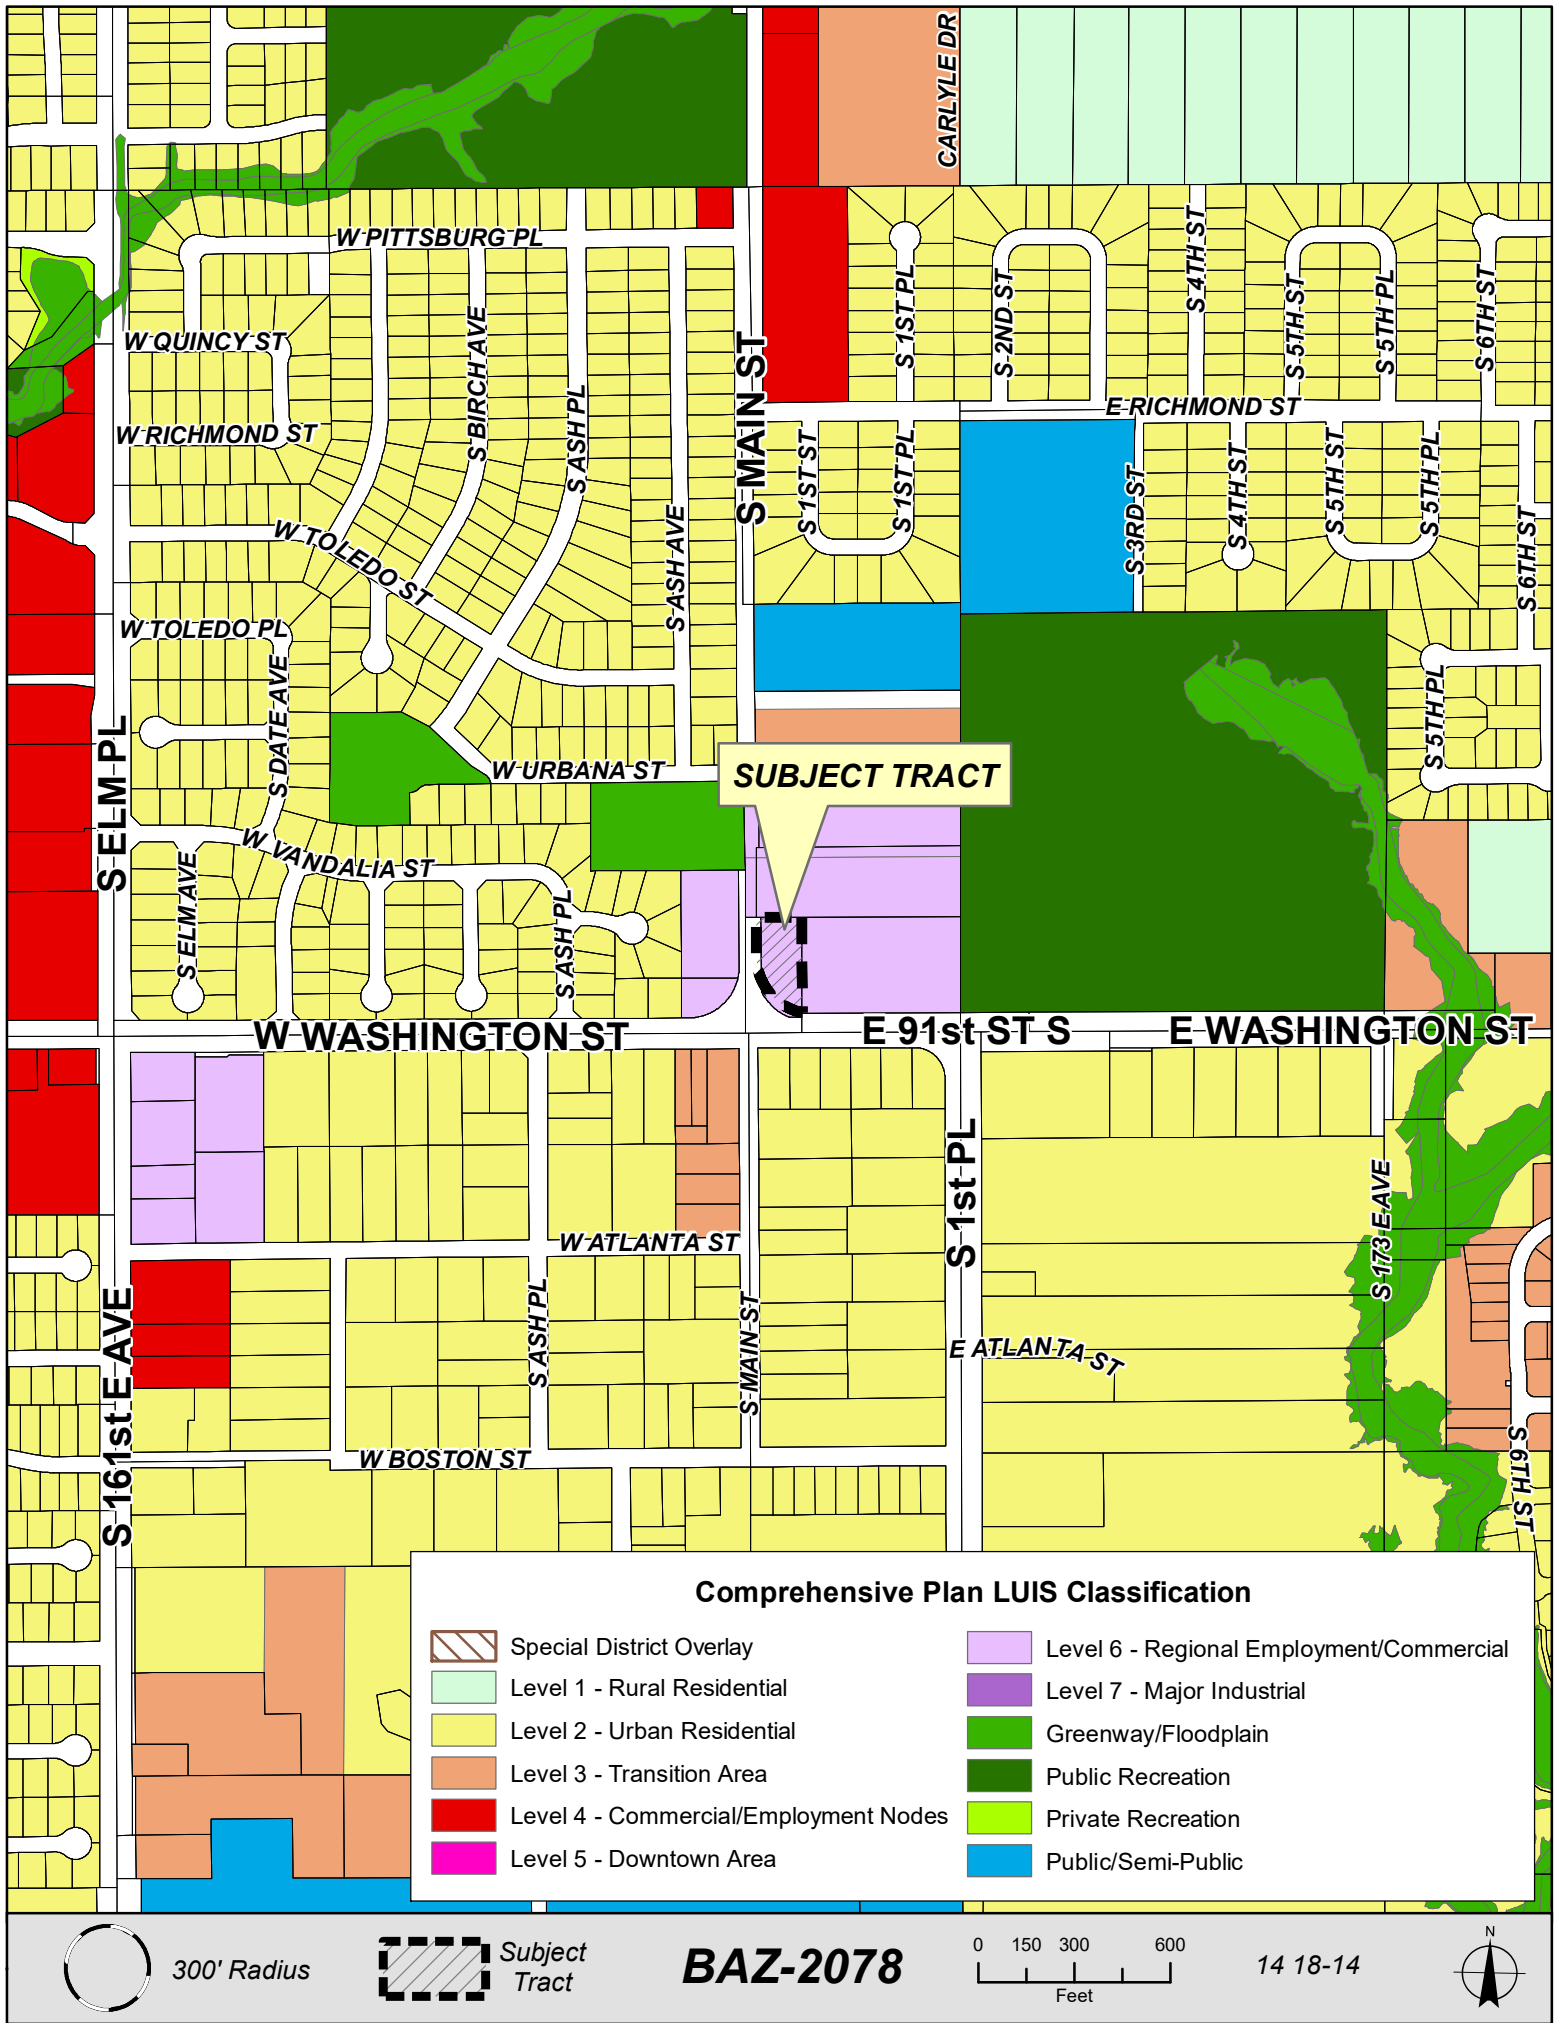 CARLYLE DR
W PITTSBURG PL
S 4TH ST
S 1ST PL
S 2ND ST
S 5TH ST
S 5TH PL
S 6TH ST
W QUINCY ST
S BIRCH AVE
S MAIN ST
S ASH PL
E RICHMOND ST
W RICHMOND ST
S 1ST ST
S 1ST PL
S 3RD ST
S 4TH ST
S 5TH ST
S 5TH PL
S 6TH ST
W TOLEDO ST
S ASH AVE
W TOLEDO PL
S DATE AVE
S 5TH PL
S ELM PL
W URBANA ST
SUBJECT TRACT
W VANDALIA ST
S ELM AVE
S ASH PL
W WASHINGTON ST
E 91st ST S
E WASHINGTON ST
S 1st PL
S 173 E AVE
W ATLANTA ST
S 161st E AVE
S ASH PL
S MAIN ST
E ATLANTA ST
W BOSTON ST
S 6TH ST
Comprehensive Plan LUIS Classification
Special District Overlay
Level 1 - Rural Residential
Level 2 - Urban Residential
Level 3 - Transition Area
Level 4 - Commercial/Employment Nodes
Level 5 - Downtown Area
Level 6 - Regional Employment/Commercial
Level 7 - Major Industrial
Greenway/Floodplain
Public Recreation
Private Recreation
Public/Semi-Public
300' Radius
Subject
Tract
BAZ-2078
0 150 300 600
Feet
14 18-14
N